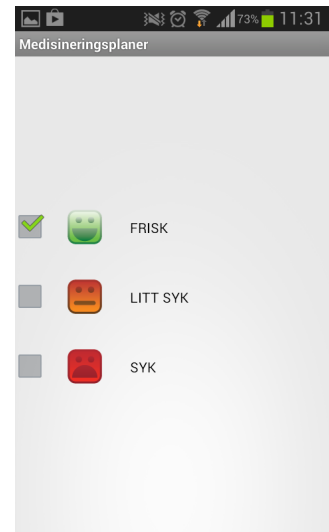 73% 11:31
Medisineringsplaner
FRISK
LITT SYK
SYK